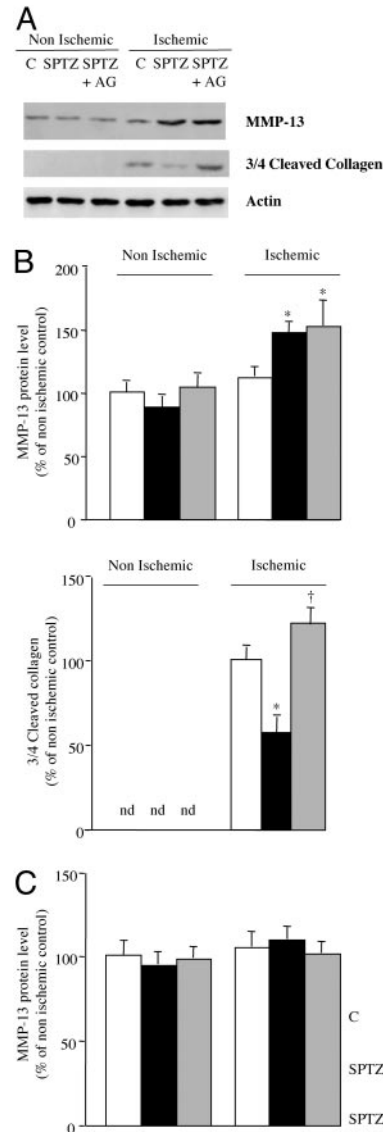 A
Non Ischemic
Ischemic
C SPTZ SPTZ + AG C SPTZ SPTZ + AG
MMP-13
3/4 Cleaved Collagen
Actin
B
200
150
100
50
0
MMP-13 protein level
(% of non ischemic control)
Non Ischemic
Ischemic
* *
150
100
50
0
3/4 Cleaved collagen
(% of non ischemic control)
Non Ischemic
Ischemic
nd nd nd
*
†
C
150
100
50
0
MMP-13 protein level
(% of non ischemic control)
C
SPTZ
SPTZ